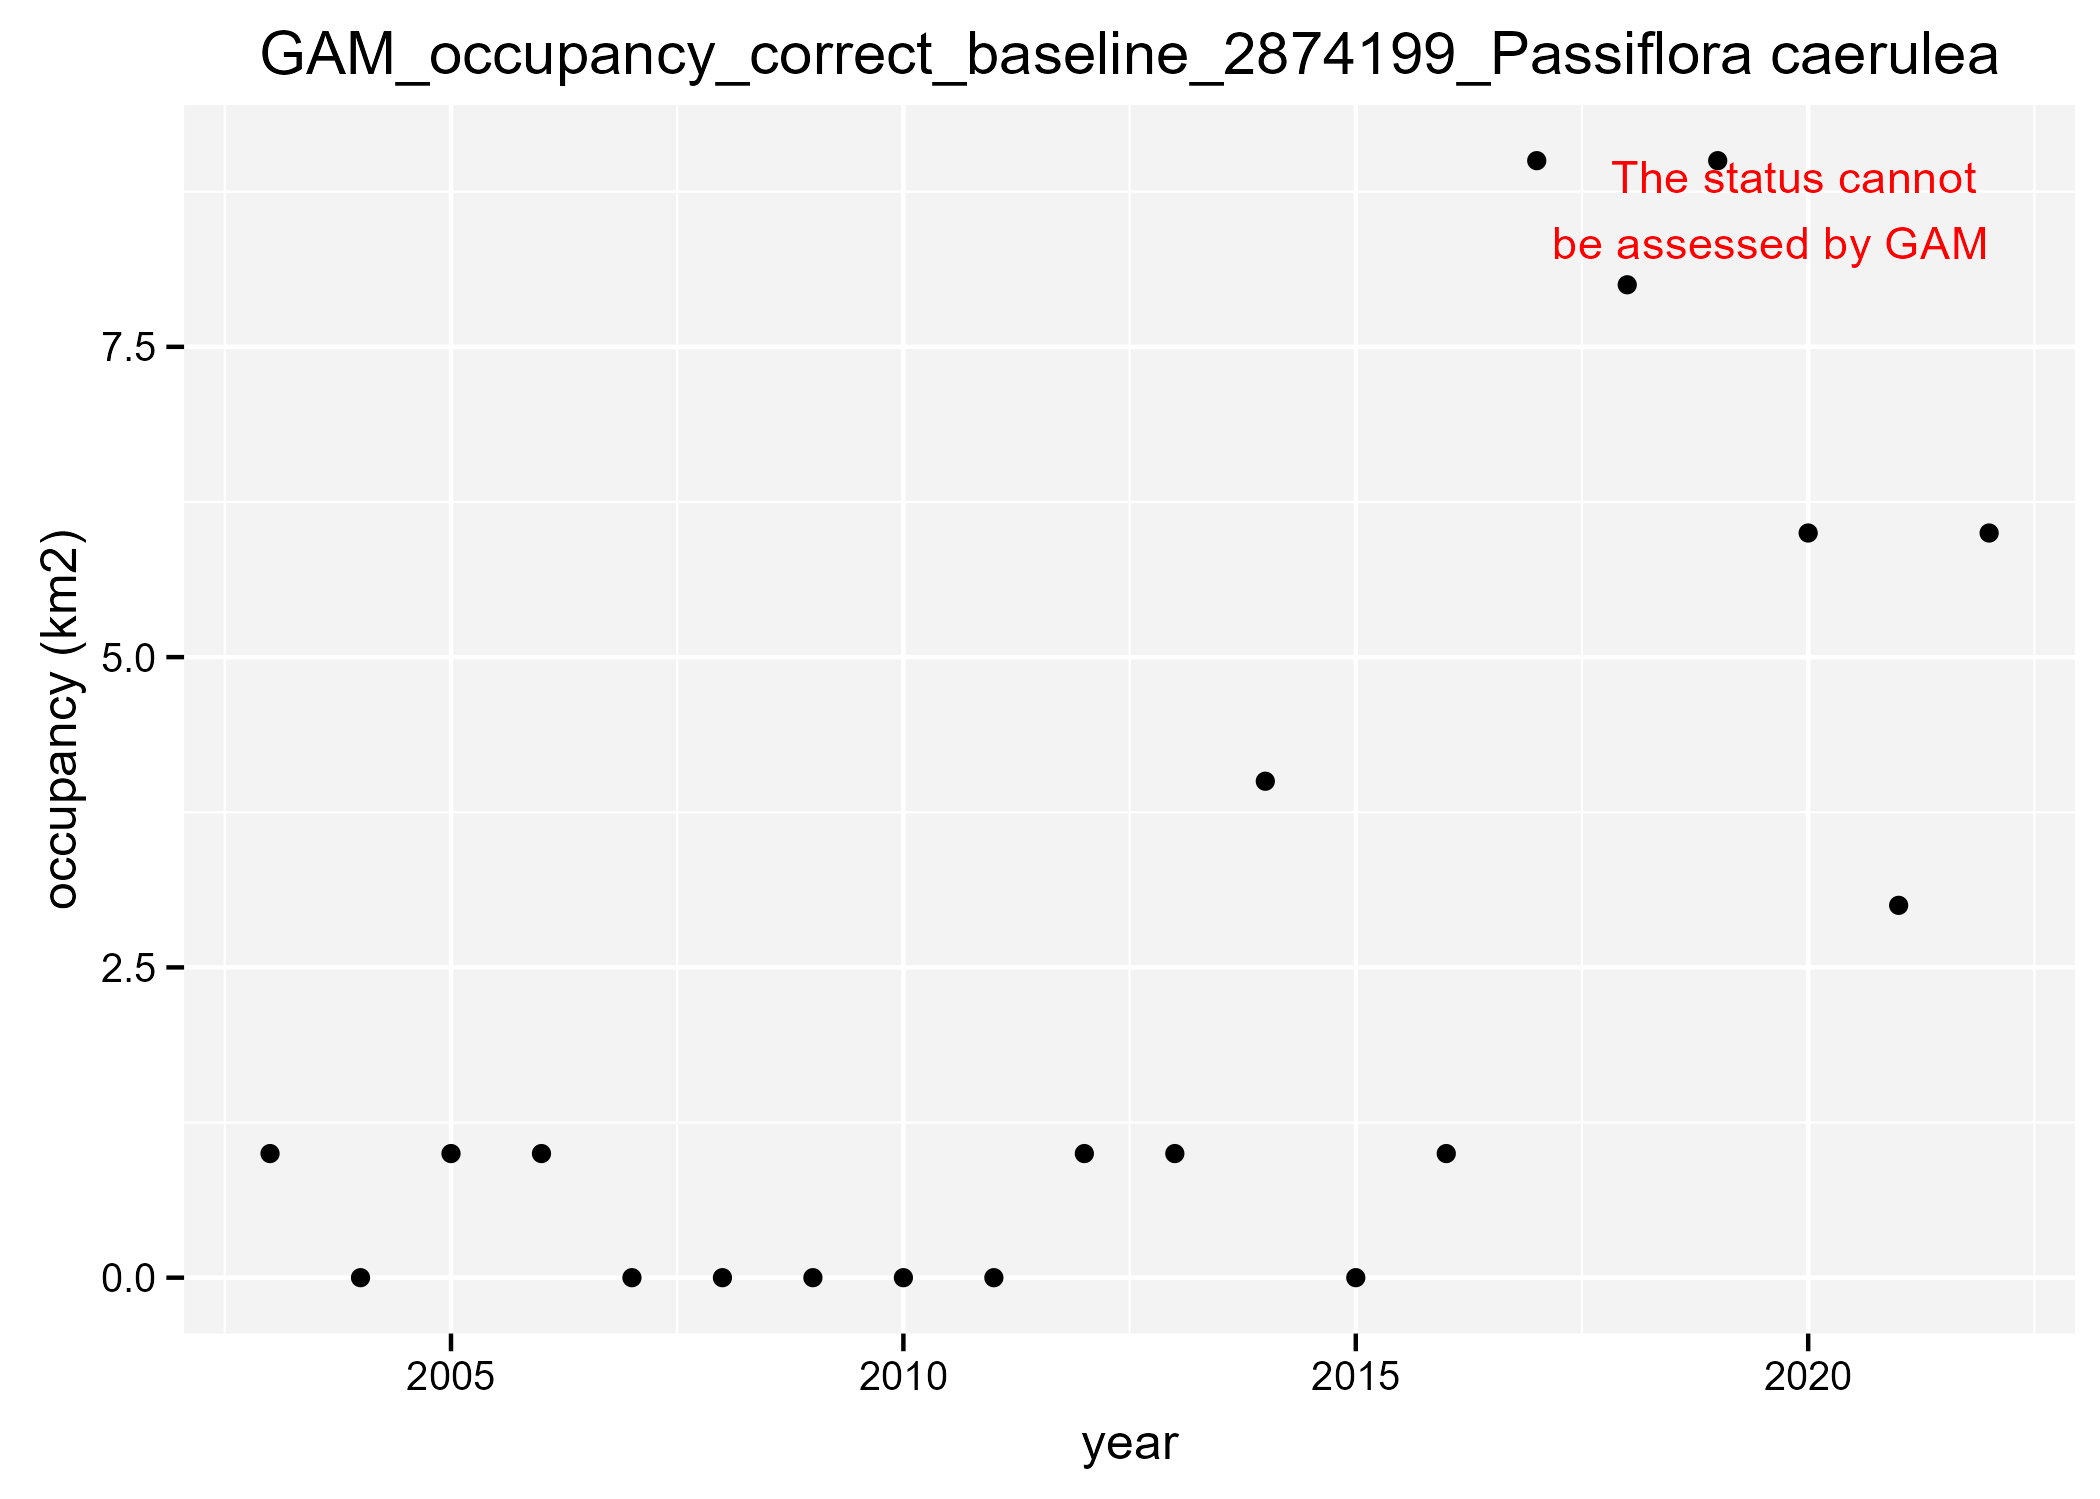 GAM_occupancy_correct_baseline_2874199_Passiflora caerulea
The status cannot
be assessed by GAM
occupancy (km2)
7.5
5.0
2.5
0.0
2005
2010
2015
2020
year